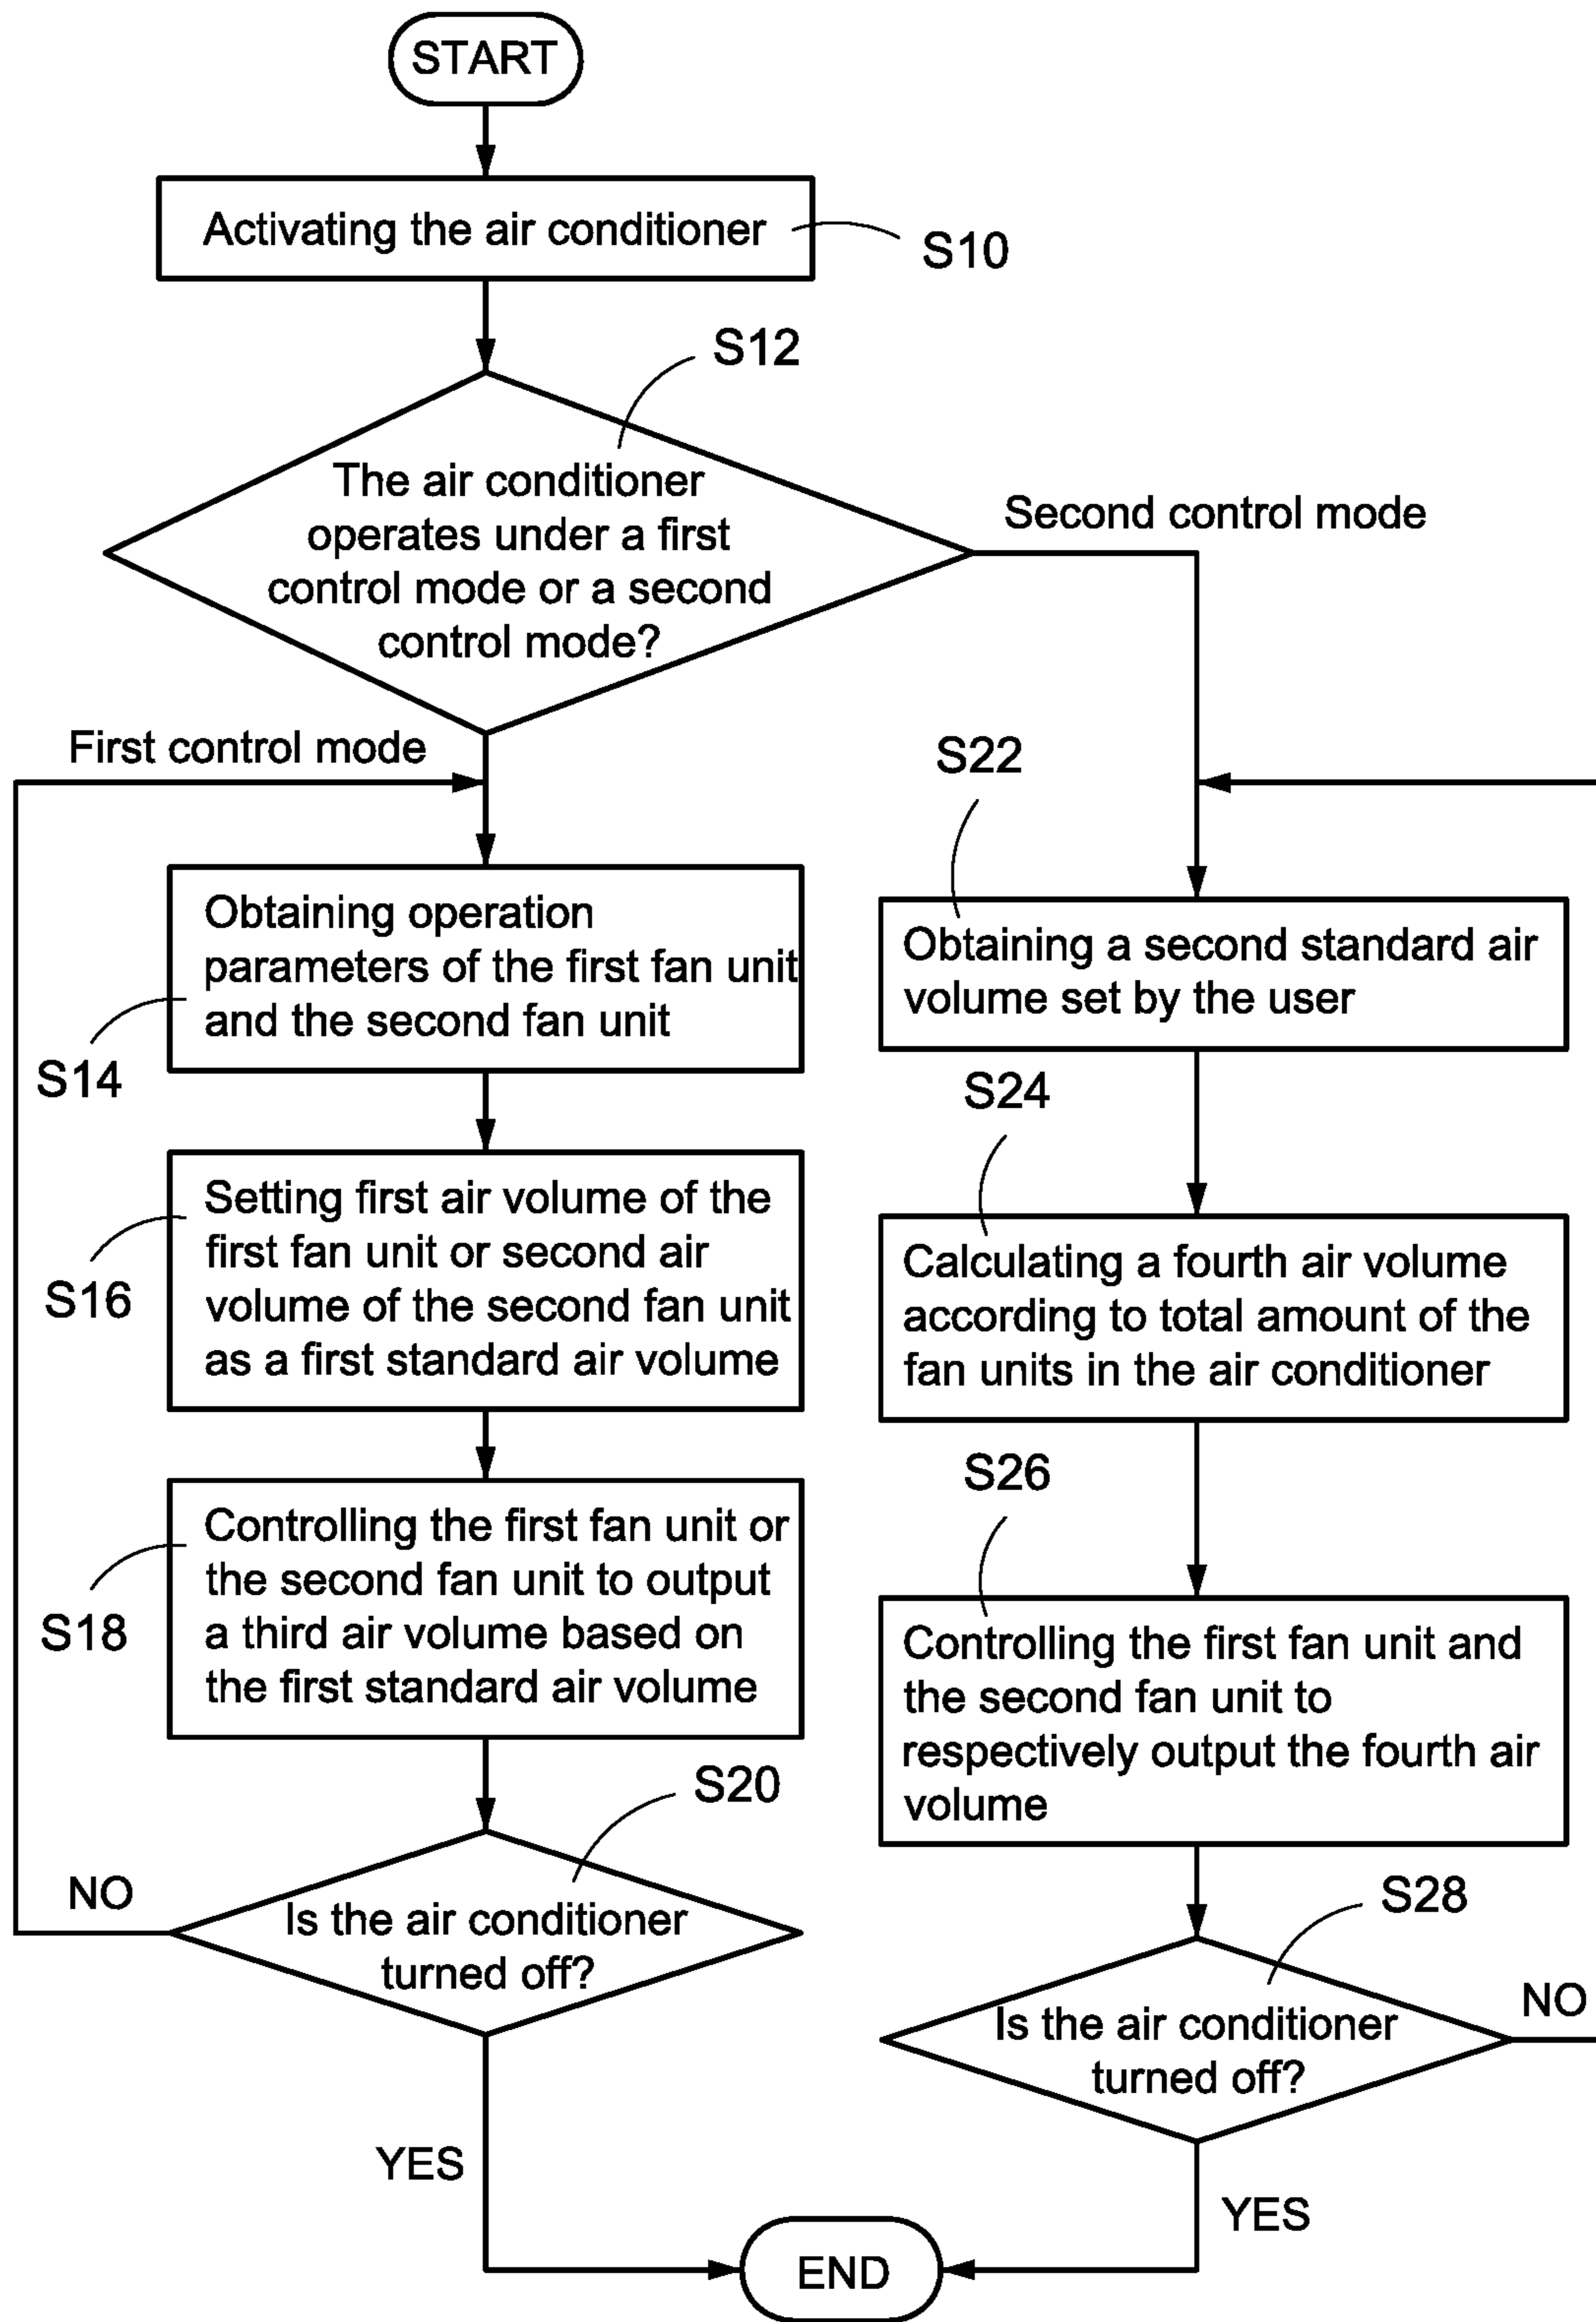 START
Activating the air conditioner
S10
S12
The air conditioner
operates under a first
control mode or a second
control mode?
Second control mode
First control mode
Obtaining operation
parameters of the first fan unit
and the second fan unit
S14
Setting first air volume of the
first fan unit or second air
volume of the second fan unit
as a first standard air volume
S16
Controlling the first fan unit or
the second fan unit to output
a third air volume based on
the first standard air volume
S18
S20
Is the air conditioner
turned off?
NO
YES
S22
Obtaining a second standard air
volume set by the user
S24
Calculating a fourth air volume
according to total amount of the
fan units in the air conditioner
S26
Controlling the first fan unit and
the second fan unit to
respectively output the fourth air
volume
S28
Is the air conditioner
turned off?
NO
YES
END